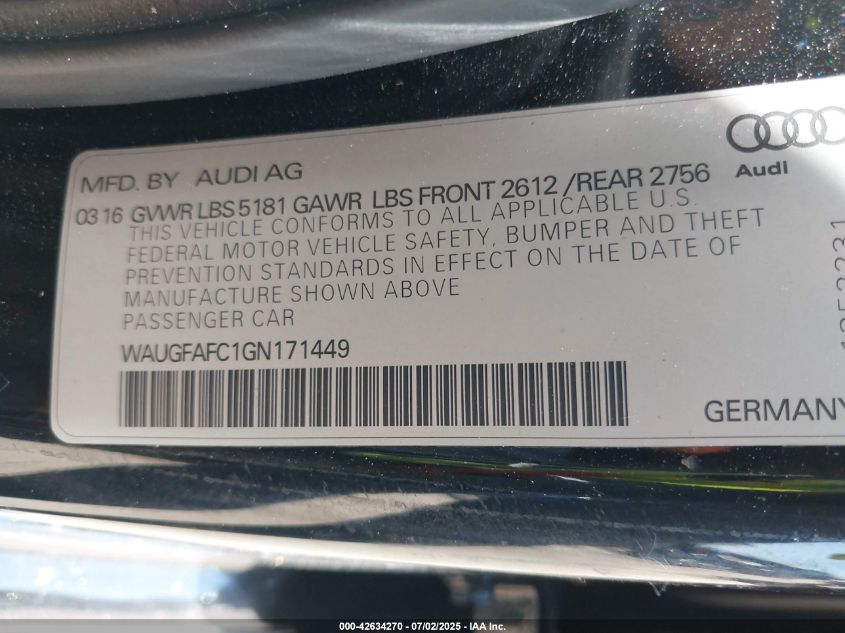 MFD. BY AUDI AG
Audi
0316 GVWR LBS 5181 GAWR LBS FRONT 2612 /REAR 2756
THIS VEHICLE CONFORMS TO ALL APPLICABLE U.S.
FEDERAL MOTOR VEHICLE SAFETY, BUMPER AND THEFT
PREVENTION STANDARDS IN EFFECT ON THE DATE OF
MANUFACTURE SHOWN ABOVE
PASSENGER CAR
WAUGFAFC1GN171449
GERMANY
000-42634270 - 07/02/2025 - IAA Inc.